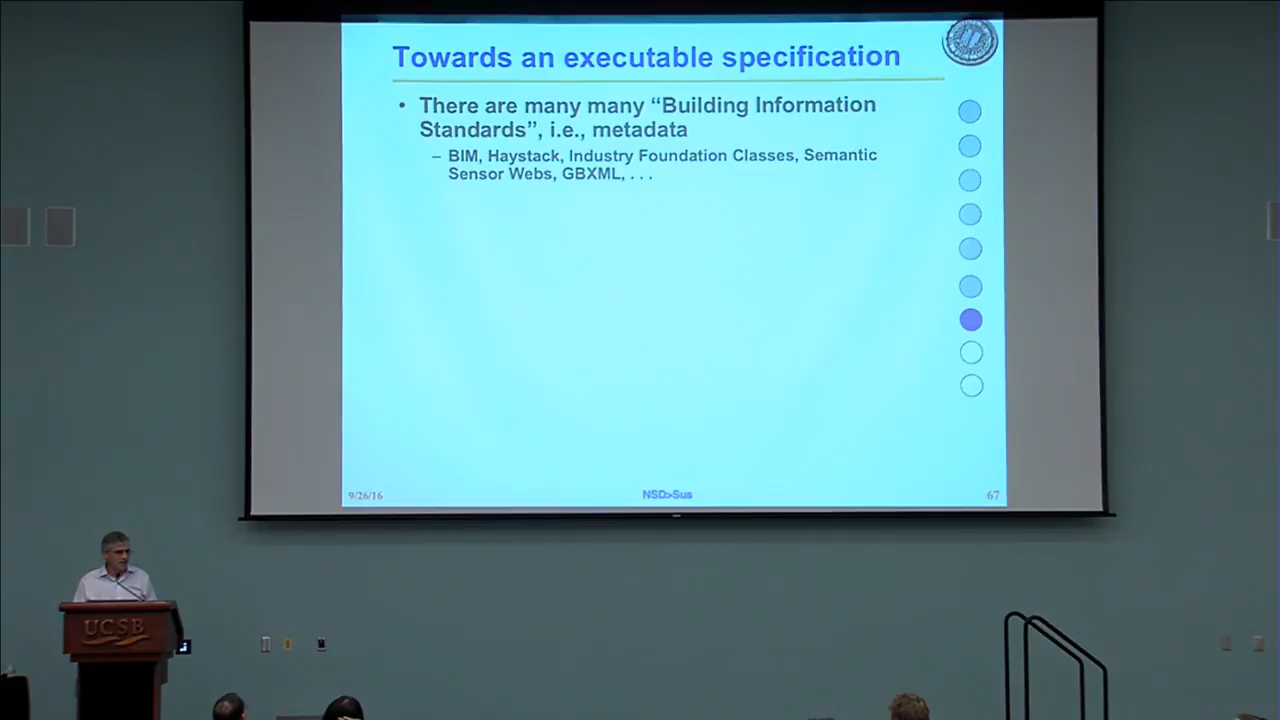 Towards an executable specification
• There are many many “Building Information
Standards”, i.e., metadata
– BIM, Haystack, Industry Foundation Classes, Semantic
Sensor Webs, GBXML, . . .
9/26/16
NSD>Sus
67
UCSB